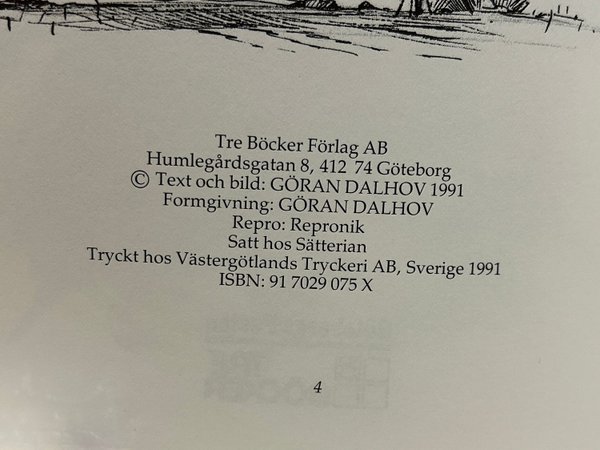 Tre Böcker Förlag AB
Humlegårdsgatan 8, 412 74 Göteborg
© Text och bild: GÖRAN DALHOV 1991
Formgivning: GÖRAN DALHOV
Repro: Repronik
Satt hos Sätterian
Tryckt hos Västergötlands Tryckeri AB, Sverige 1991
ISBN: 91 7029 075 X
4